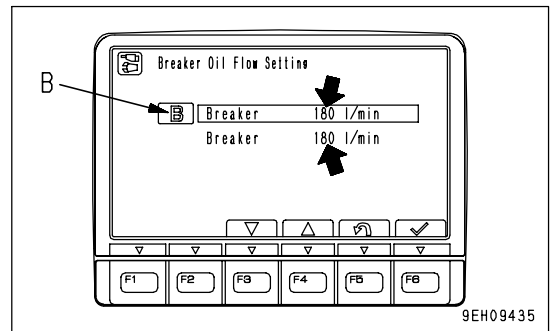 Breaker Oil Flow Setting
B
B Breaker 180 l/min
Breaker 180 l/min
F1 F2 F3 F4 F5 F6
9EH09435